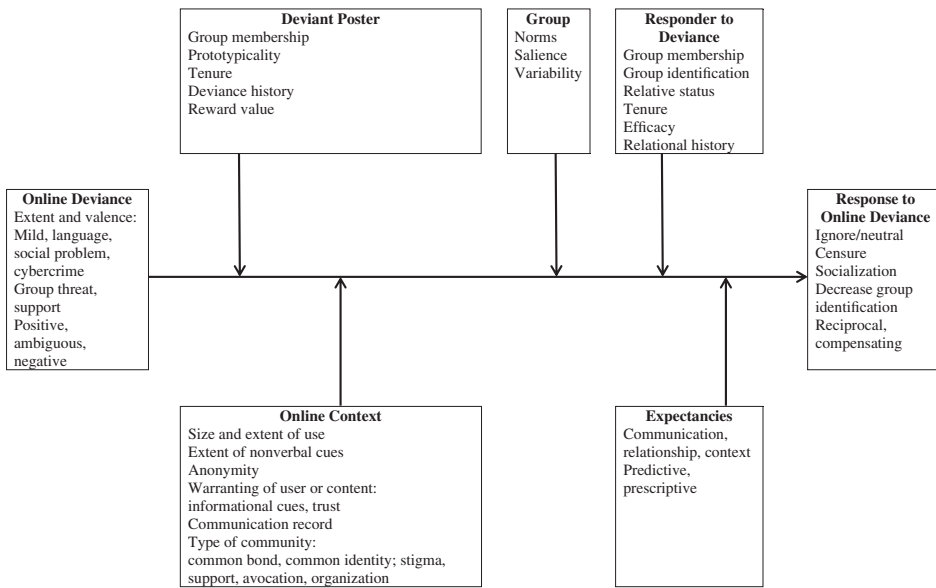 Deviant Poster
Group membership
Prototypicality
Tenure
Deviance history
Reward value
Group
Norms
Salience
Variability
Responder to
Deviance
Group membership
Group identification
Relative status
Tenure
Efficacy
Relational history
Online Deviance
Extent and valence:
Mild, language,
social problem,
cybercrime
Group threat,
support
Positive,
ambiguous,
negative
Response to
Online Deviance
Ignore/neutral
Censure
Socialization
Decrease group
identification
Reciprocal,
compensating
Online Context
Size and extent of use
Extent of nonverbal cues
Anonymity
Warranting of user or content:
informational cues, trust
Communication record
Type of community:
common bond, common identity; stigma,
support, avocation, organization
Expectancies
Communication,
relationship, context
Predictive,
prescriptive